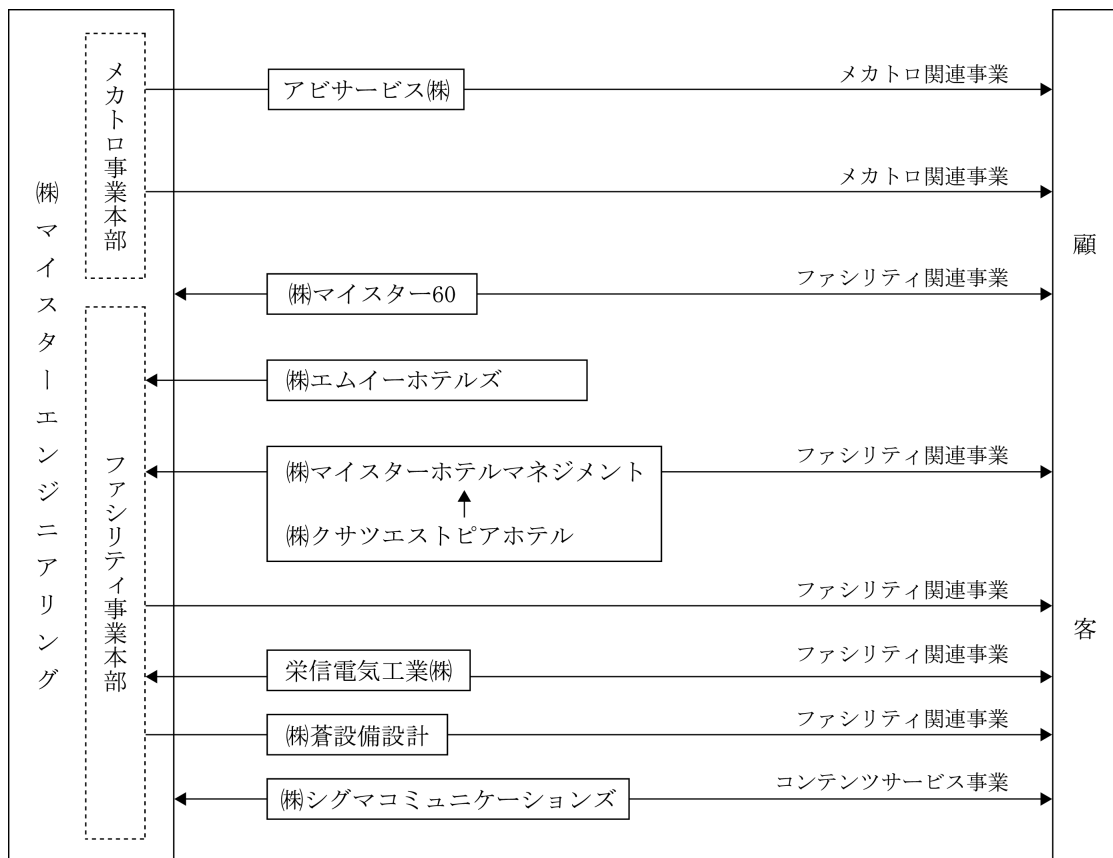 ㈱マイスターエンジニアリング
メカトロ事業本部
ファシリティ事業本部
アビサービス㈱
メカトロ関連事業
メカトロ関連事業
㈱マイスター60
ファシリティ関連事業
㈱エムイーホテルズ
㈱マイスターホテルマネジメント
ファシリティ関連事業
㈱クサツエストピアホテル
ファシリティ関連事業
栄信電気工業㈱
ファシリティ関連事業
㈱蒼設備設計
ファシリティ関連事業
㈱シグマコミュニケーションズ
コンテンツサービス事業
顧客